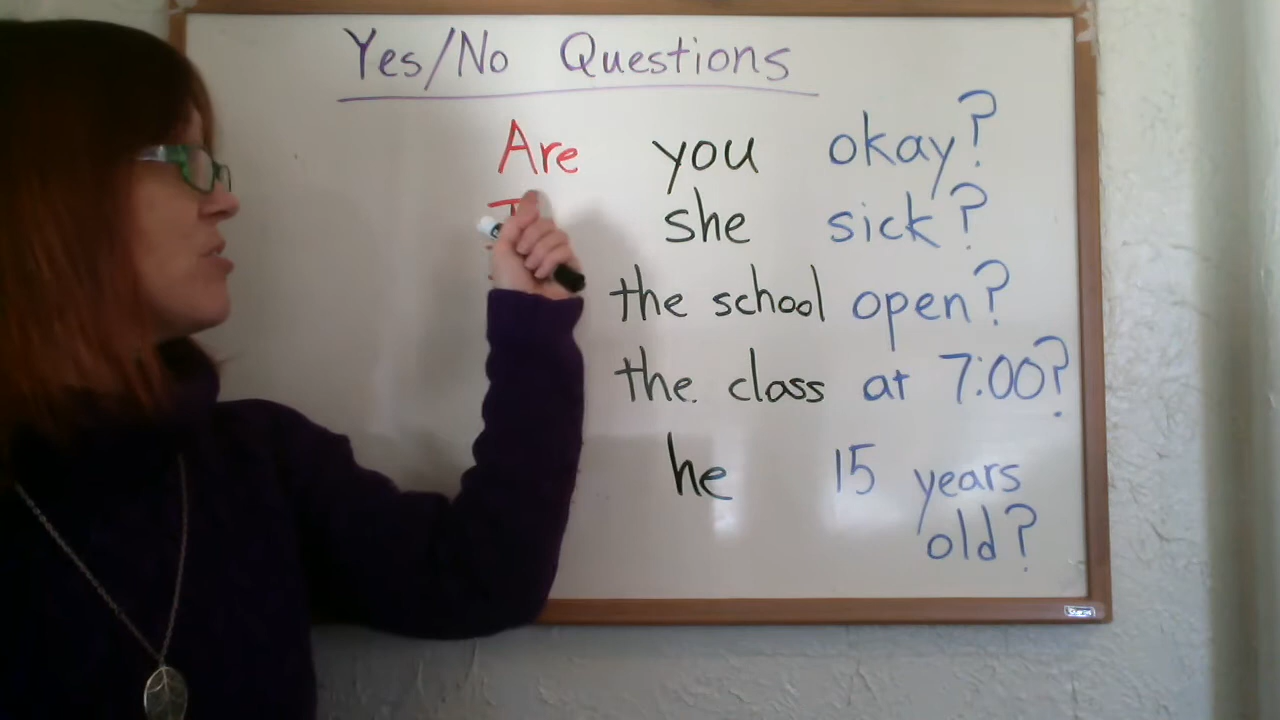 Yes/No Questions
Are you okay?
she sick?
the school open?
the class at 7:00?
he 15 years
old?